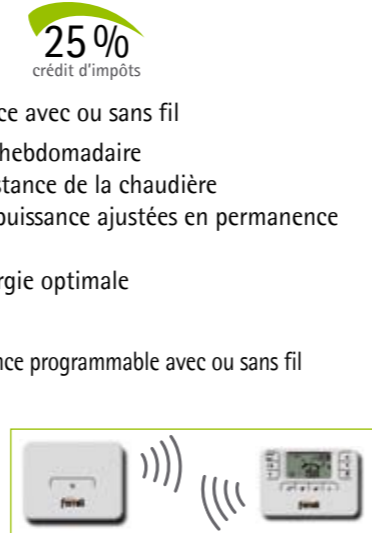 25 %
crédit d'impôts
ce avec ou sans fil
hebdomadaire
stance de la chaudière
puissance ajustées en permanence
rgie optimale
nce programmable avec ou sans fil